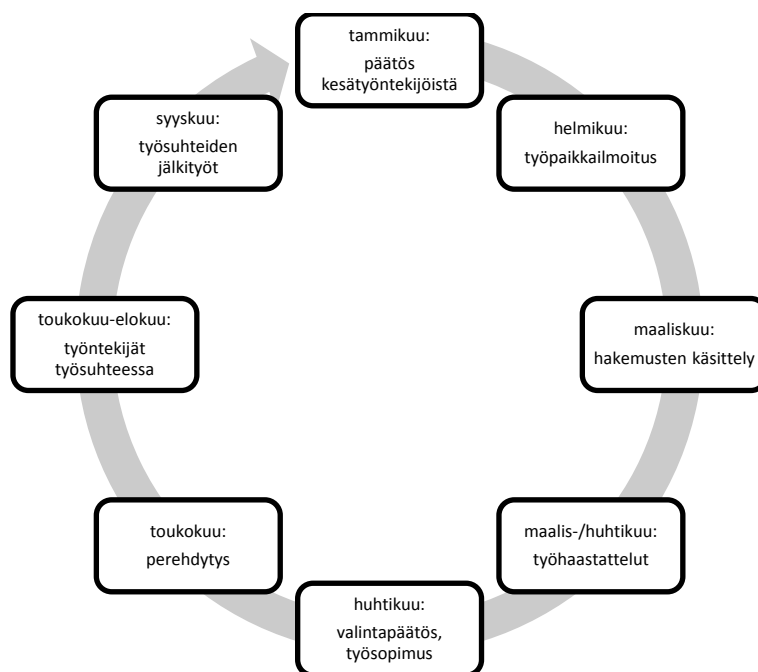 tammikuu:
päätös
kesätyöntekijöistä
helmikuu:
työpaikkailmoitus
maaliskuu:
hakemusten käsittely
maalis-/huhtikuu:
työhaastattelut
huhtikuu:
valintapäätös,
työsopimus
toukokuu:
perehdytys
toukokuu-elokuu:
työntekijät
työsuhteessa
syyskuu:
työsuhteiden
jälkityöt